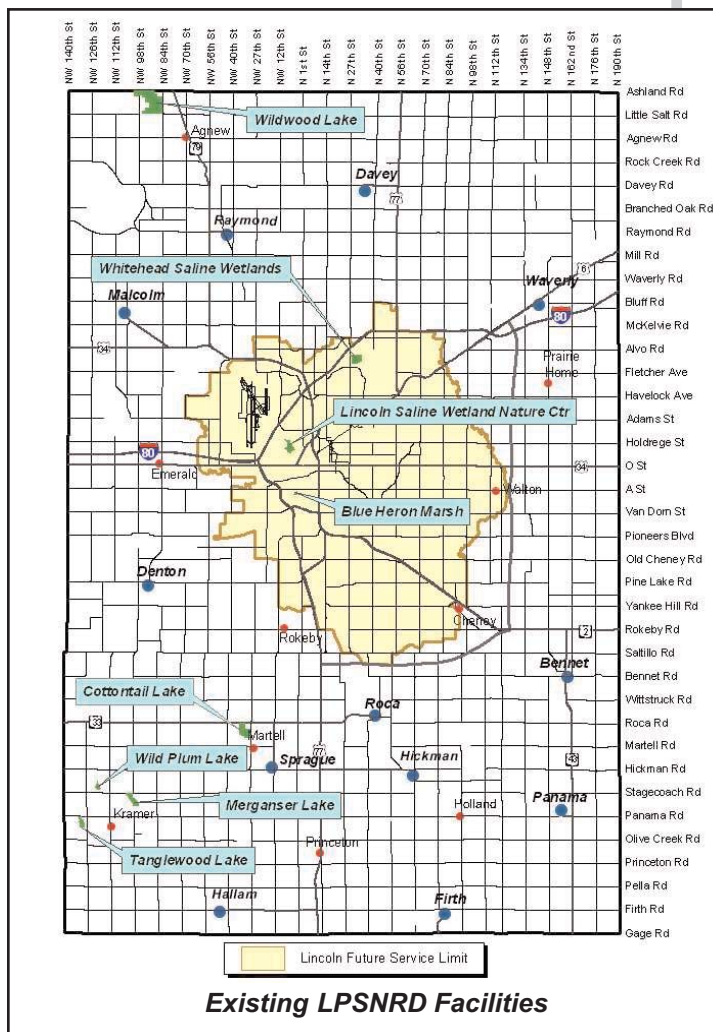 NW 140th St
NW 126th St
NW 112th St
NW 98th St
NW 84th St
NW 70th St
NW 56th St
NW 40th St
NW 27th St
NW 12th St
N 1st St
N 14th St
N 27th St
N 40th St
N 56th St
N 70th St
N 84th St
N 98th St
N 112th St
N 134th St
N 148th St
162nd St
N 176th St
N 190th St
Ashland Rd
Little Salt Rd
Agnew Rd
Rock Creek Rd
Davey Rd
Branched Oak Rd
Raymond Rd
Mill Rd
Waverly Rd
Bluff Rd
McKelvie Rd
Alvo Rd
Fletcher Ave
Havelock Ave
Adams St
Holdrege St
O St
A St
Van Dorn St
Pioneers Blvd
Old Cheney Rd
Pine Lake Rd
Yankee Hill Rd
Rokeby Rd
Saltillo Rd
Bennet Rd
Wittstruck Rd
Roca Rd
Martell Rd
Hickman Rd
Stagecoach Rd
Panama Rd
Olive Creek Rd
Princeton Rd
Pella Rd
Firth Rd
Gage Rd
Wildwood Lake
Agnew
79
Davey
77
Raymond
Whitehead Saline Wetlands
6
Waverly
Malcolm
80
34
Prairie
Home
Lincoln Saline Wetland Nature Ctr
80
Emerald
34
Walton
Blue Heron Marsh
Denton
Cheney
Rokeby
2
Bennet
Cottontail Lake
Roca
33
Martell
77
Sprague
Hickman
43
Wild Plum Lake
Merganser Lake
Kramer
Holland
Panama
Tanglewood Lake
Princeton
Hallam
Firth
Lincoln Future Service Limit
Existing LPSNRD Facilities